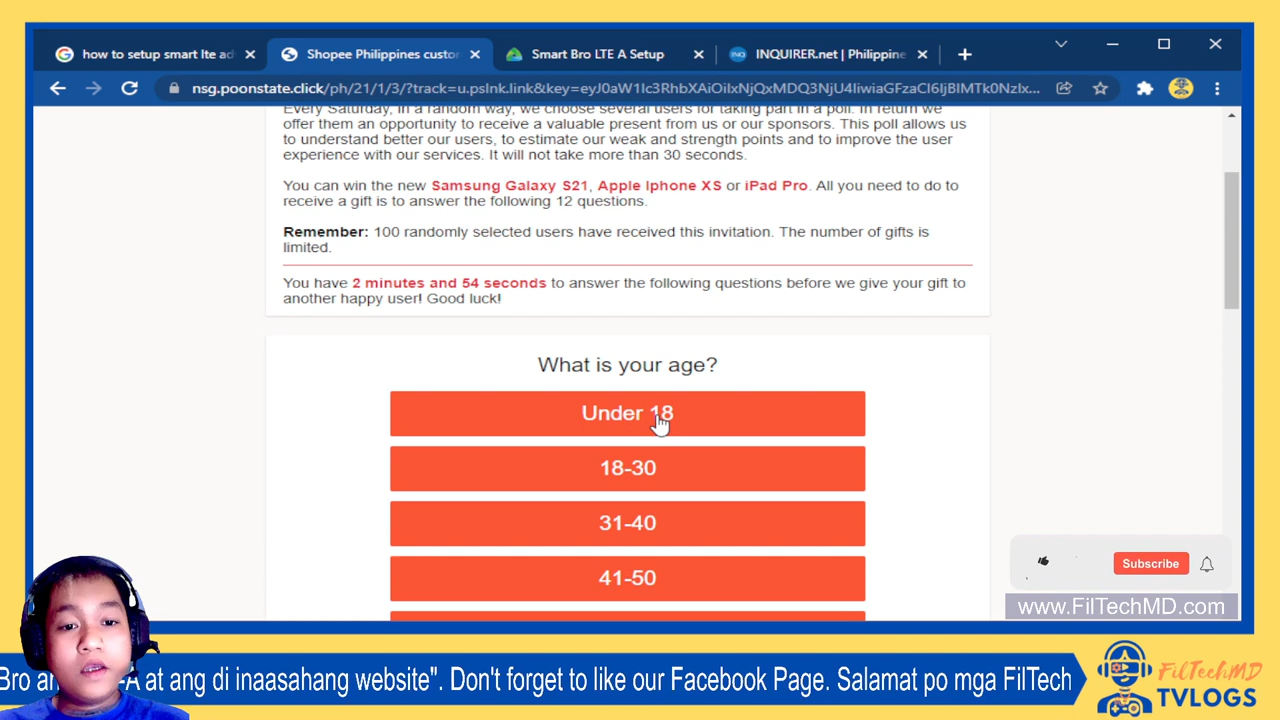 how to setup smart lte ad
Shopee Philippines custo
Smart Bro LTE A Setup
INQUIRER.net | Philippine
nsg.poonstate.click/ph/21/1/3/?track=u.pslnk.link&key=
Every Saturday, in a random way, we choose several users for taking part in a poll. In return we
offer them an opportunity to receive a valuable present from us or our sponsors. This poll allows us
to understand better our users, to estimate our weak and strength points and to improve the user
experience with our services. It will not take more than 30 seconds.
You can win the new Samsung Galaxy S21, Apple Iphone XS or iPad Pro. All you need to do to
receive a gift is to answer the following 12 questions.
Remember: 100 randomly selected users have received this invitation. The number of gifts is
limited.
You have 2 minutes and 54 seconds to answer the following questions before we give your gift to
another happy user! Good luck!
What is your age?
Under 18
18-30
31-40
41-50
Subscribe
www.FilTechMD.com
Bro A at ang di inaasahang website". Don't forget to like our Facebook Page. Salamat po mga FilTech
FilTechMD
TVLOGS